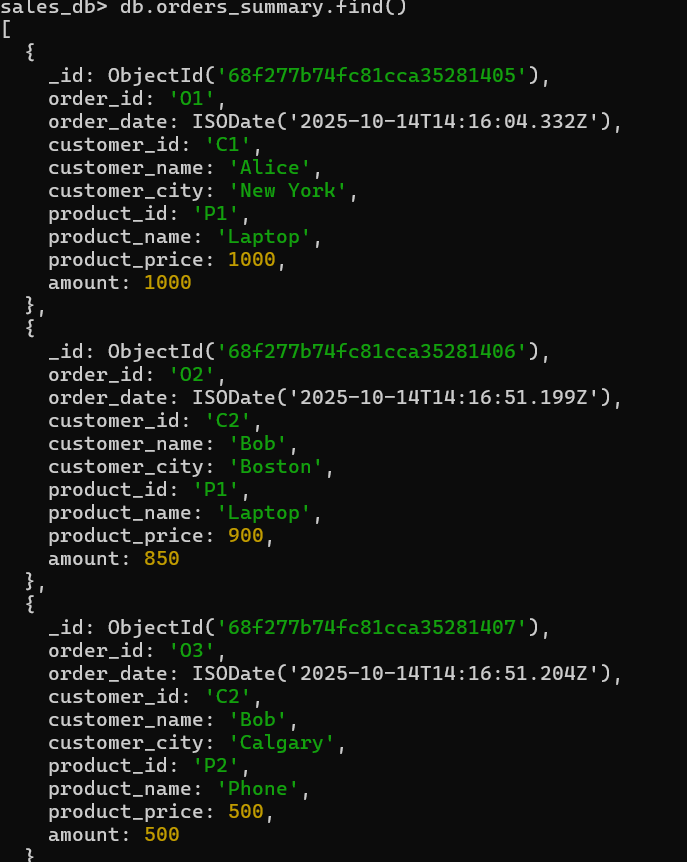 sales_db> db.orders_summary.find()
[
  {
    _id: ObjectId('68f277b74fc81cca35281405'),
    order_id: 'O1',
    order_date: ISODate('2025-10-14T14:16:04.332Z'),
    customer_id: 'C1',
    customer_name: 'Alice',
    customer_city: 'New York',
    product_id: 'P1',
    product_name: 'Laptop',
    product_price: 1000,
    amount: 1000
  },
  {
    _id: ObjectId('68f277b74fc81cca35281406'),
    order_id: 'O2',
    order_date: ISODate('2025-10-14T14:16:51.199Z'),
    customer_id: 'C2',
    customer_name: 'Bob',
    customer_city: 'Boston',
    product_id: 'P1',
    product_name: 'Laptop',
    product_price: 900,
    amount: 850
  },
  {
    _id: ObjectId('68f277b74fc81cca35281407'),
    order_id: 'O3',
    order_date: ISODate('2025-10-14T14:16:51.204Z'),
    customer_id: 'C2',
    customer_name: 'Bob',
    customer_city: 'Calgary',
    product_id: 'P2',
    product_name: 'Phone',
    product_price: 500,
    amount: 500
  }